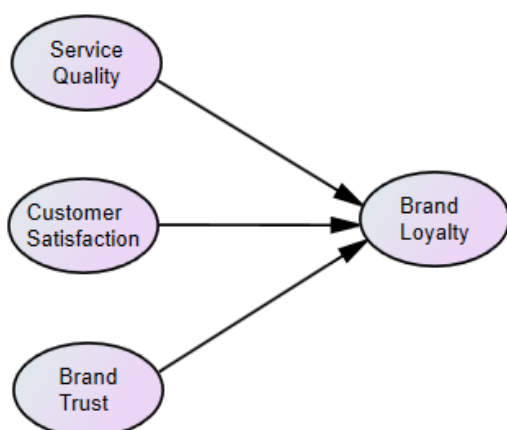 Service
Quality
Customer
Satisfaction
Brand
Loyalty
Brand
Trust